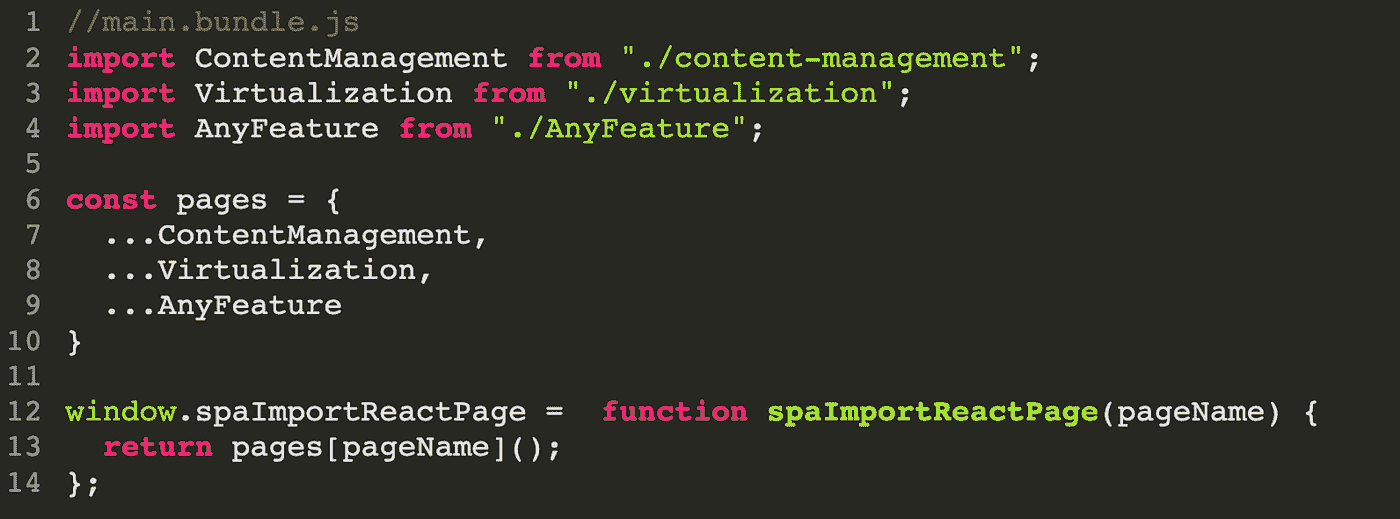 1 //main.bundle.js
2 import ContentManagement from "./content-management";
3 import Virtualization from "./virtualization";
4 import AnyFeature from "./AnyFeature";
5
6 const pages = {
7   ...ContentManagement,
8   ...Virtualization,
9   ...AnyFeature
10 }
11
12 window.spaImportReactPage =  function spaImportReactPage(pageName) {
13   return pages[pageName]();
14 };